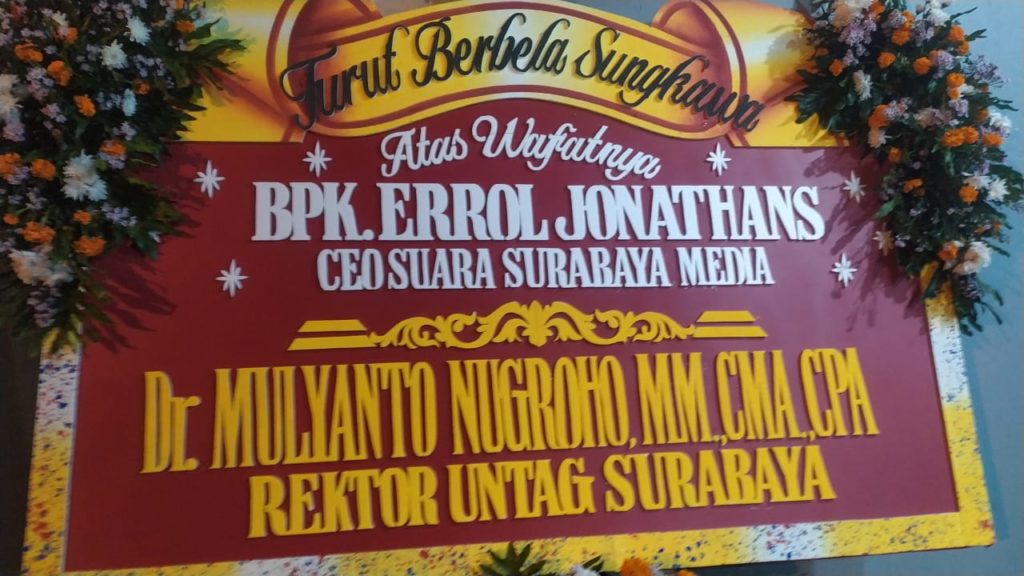 Turut Berbela Sungkawa
Atas Wafatnya
BPK. ERROL JONATHANS
CEO SUARA SURABAYA MEDIA
Dr. MULYANTO NUGROHO, MM.,CMA.,CPA
REKTOR UNTAG SURABAYA